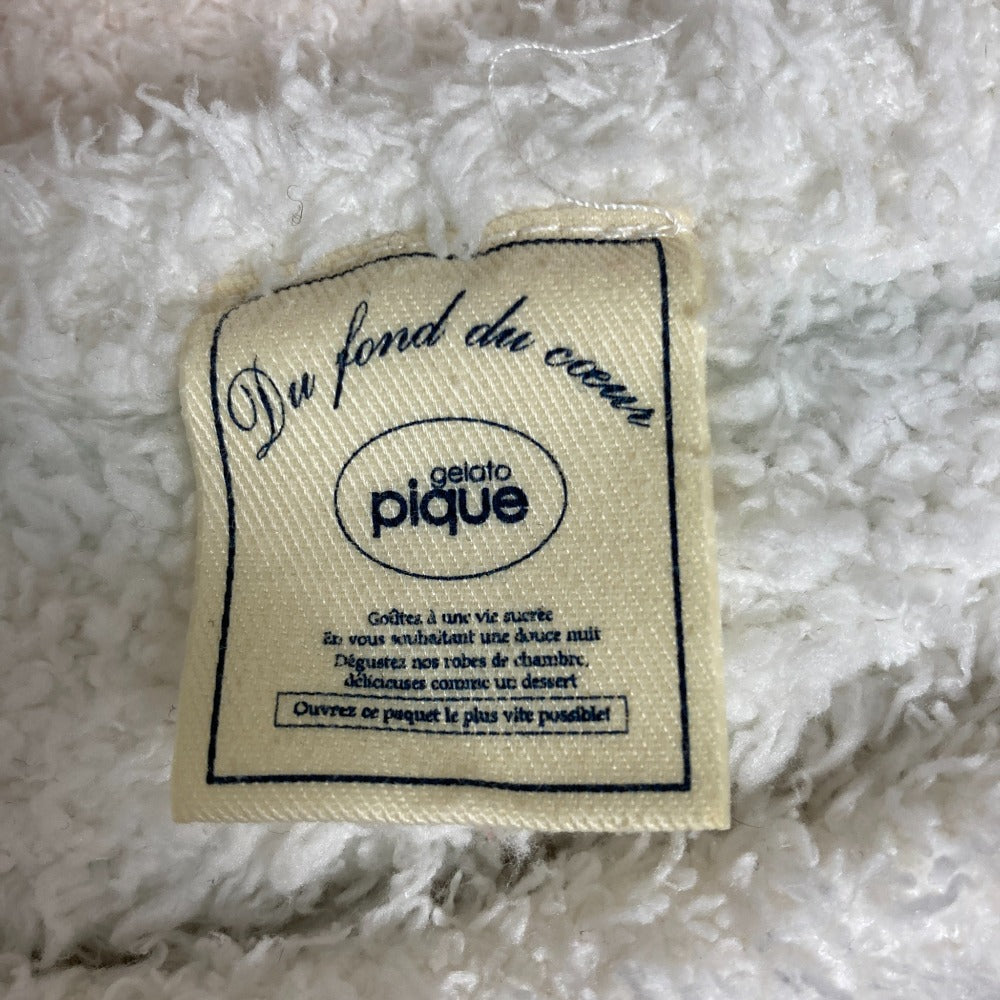 Du fond du cœur
gelato
pique
Goûtez à une vie sucrée
En vous souhaitant une douce nuit
Dégustez nos robes de chambre,
délicieuses comme un dessert
Ouvrez ce paquet le plus vite possible!